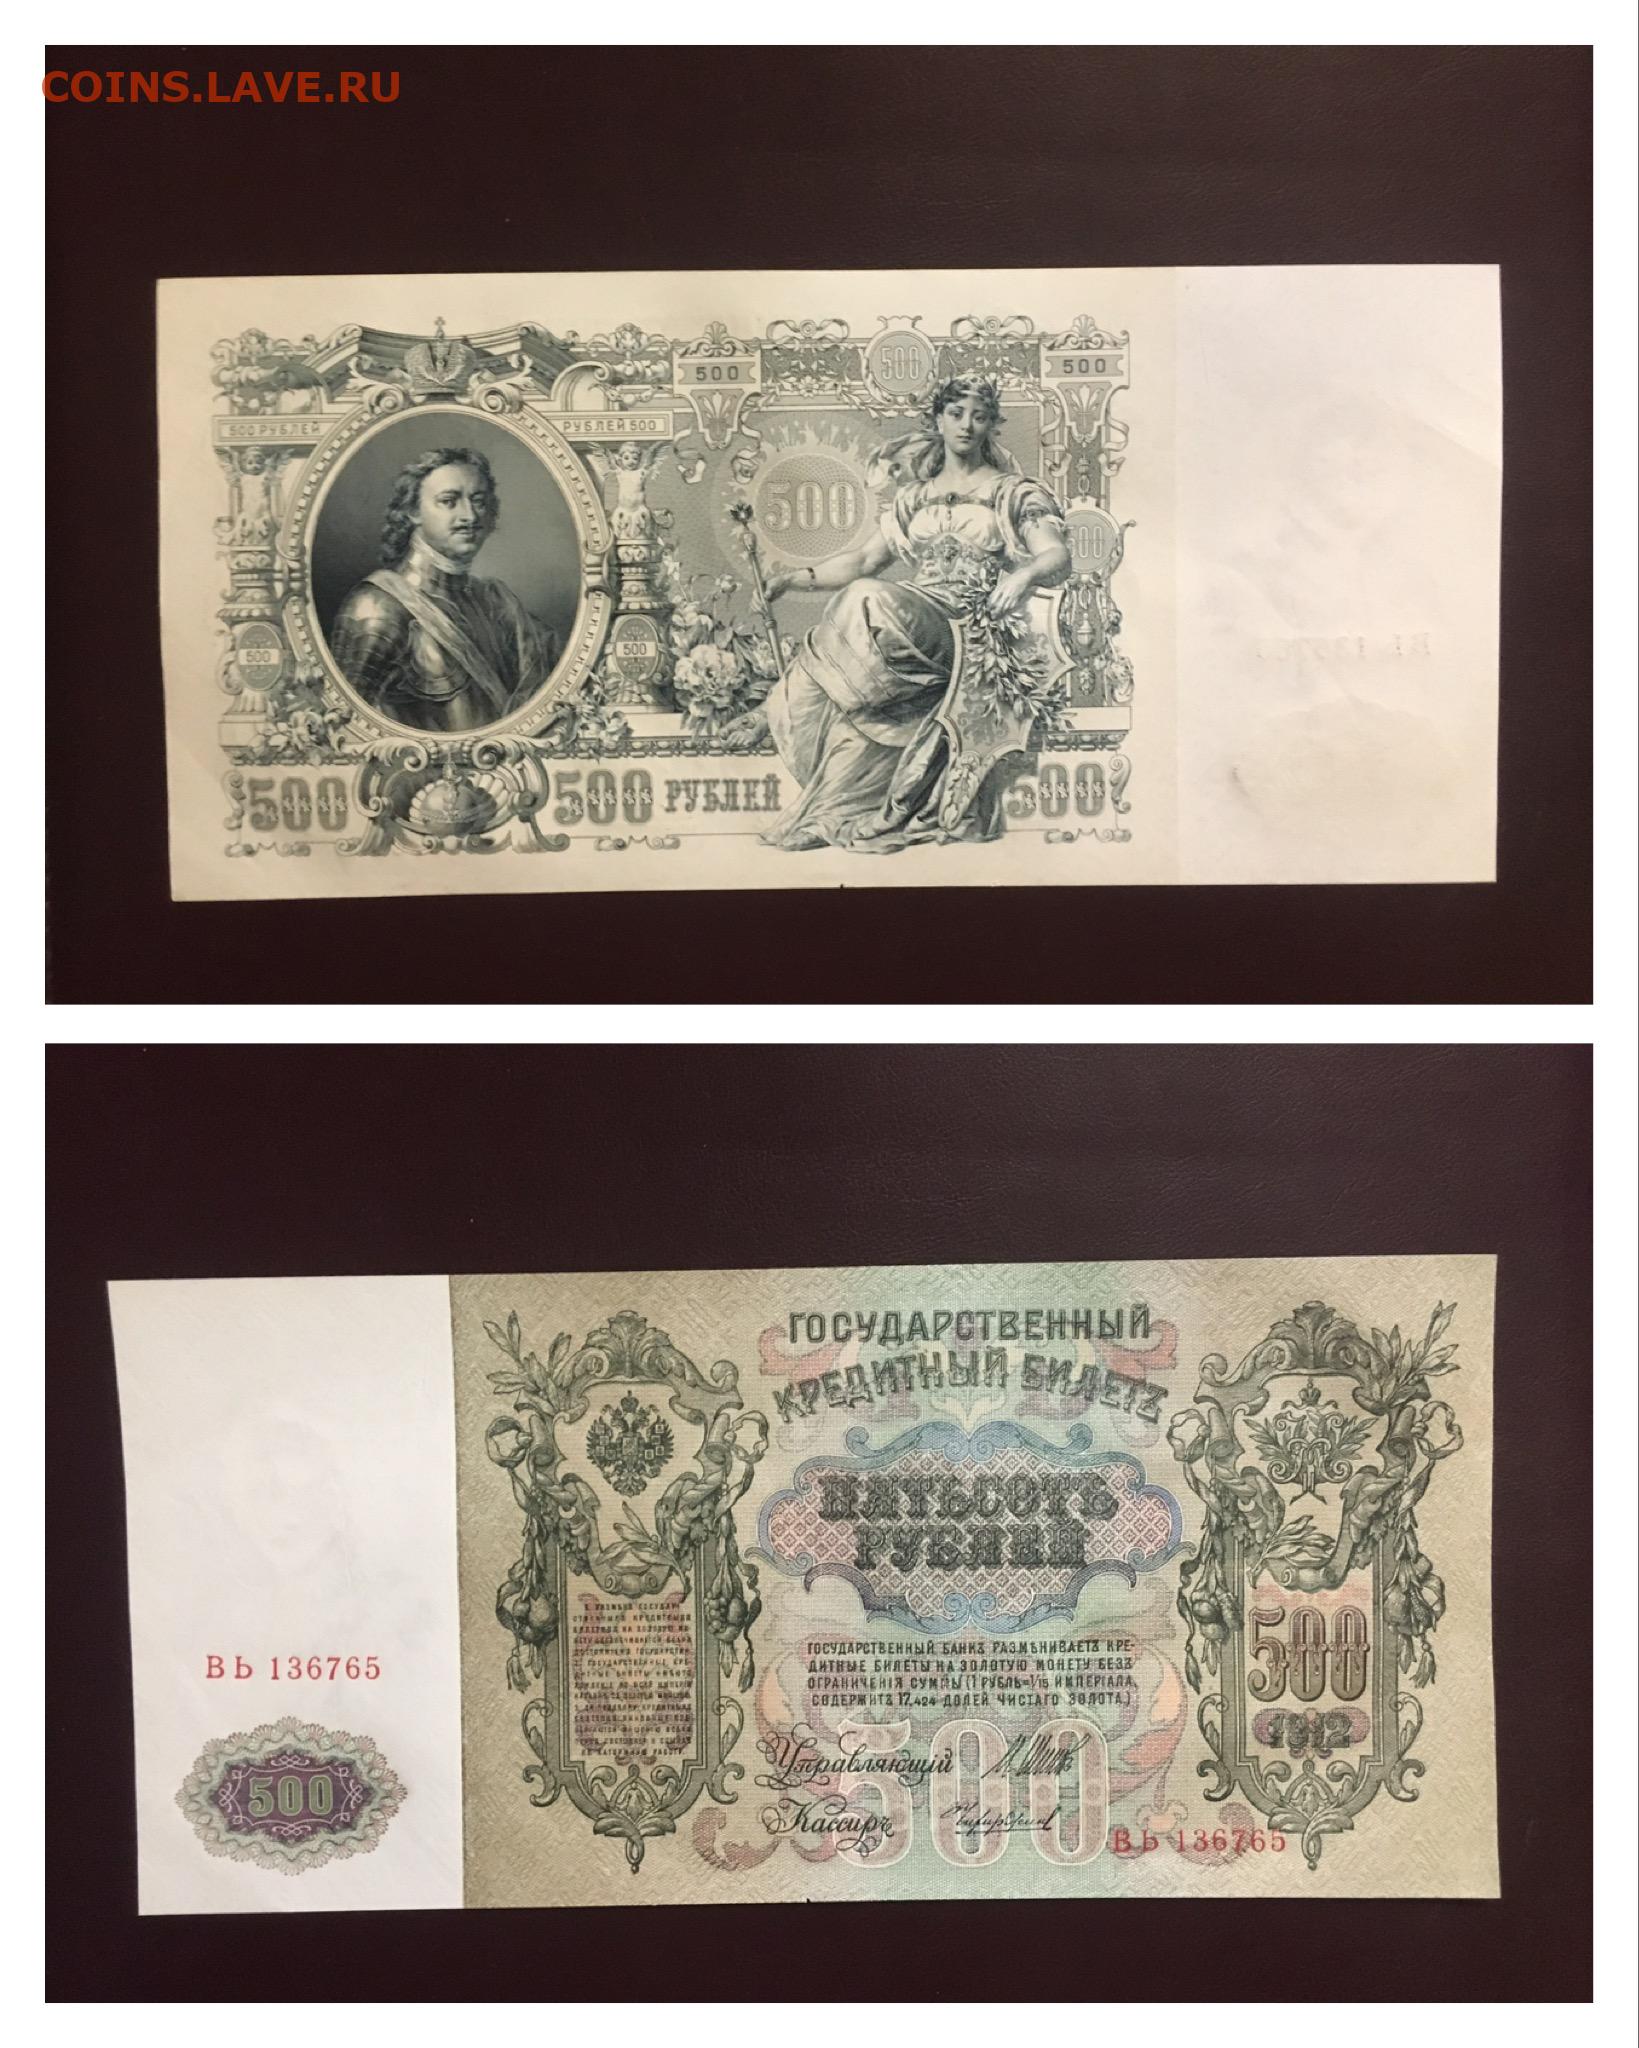 COINS.LAVE.RU
500
500
500
500 РУБЛЕЙ
РУБЛЕЙ 500
500
500
500
500
500
500 РУБЛЕЙ
500
ГОСУДАРСТВЕННЫЙ
КРЕДИТНЫЙ БИЛЕТЪ
ПЯТЬСОТЪ
РУБЛЕЙ
ВЬ 136765
500
500
1912
ГОСУДАРСТВЕННЫЙ БАНКЪ РАЗМѢНИВАЕТЪ КРЕ-
ДИТНЫЕ БИЛЕТЫ НА ЗОЛОТУЮ МОНЕТУ БЕЗЪ
ОГРАНИЧЕНІЯ СУММЫ (1 РУБЛЬ=1/15 ИМПЕРІАЛА,
СОДЕРЖИТЪ 17,424 ДОЛЕЙ ЧИСТАГО ЗОЛОТА.)
Управляющій
Кассиръ
500
ВЬ 136765